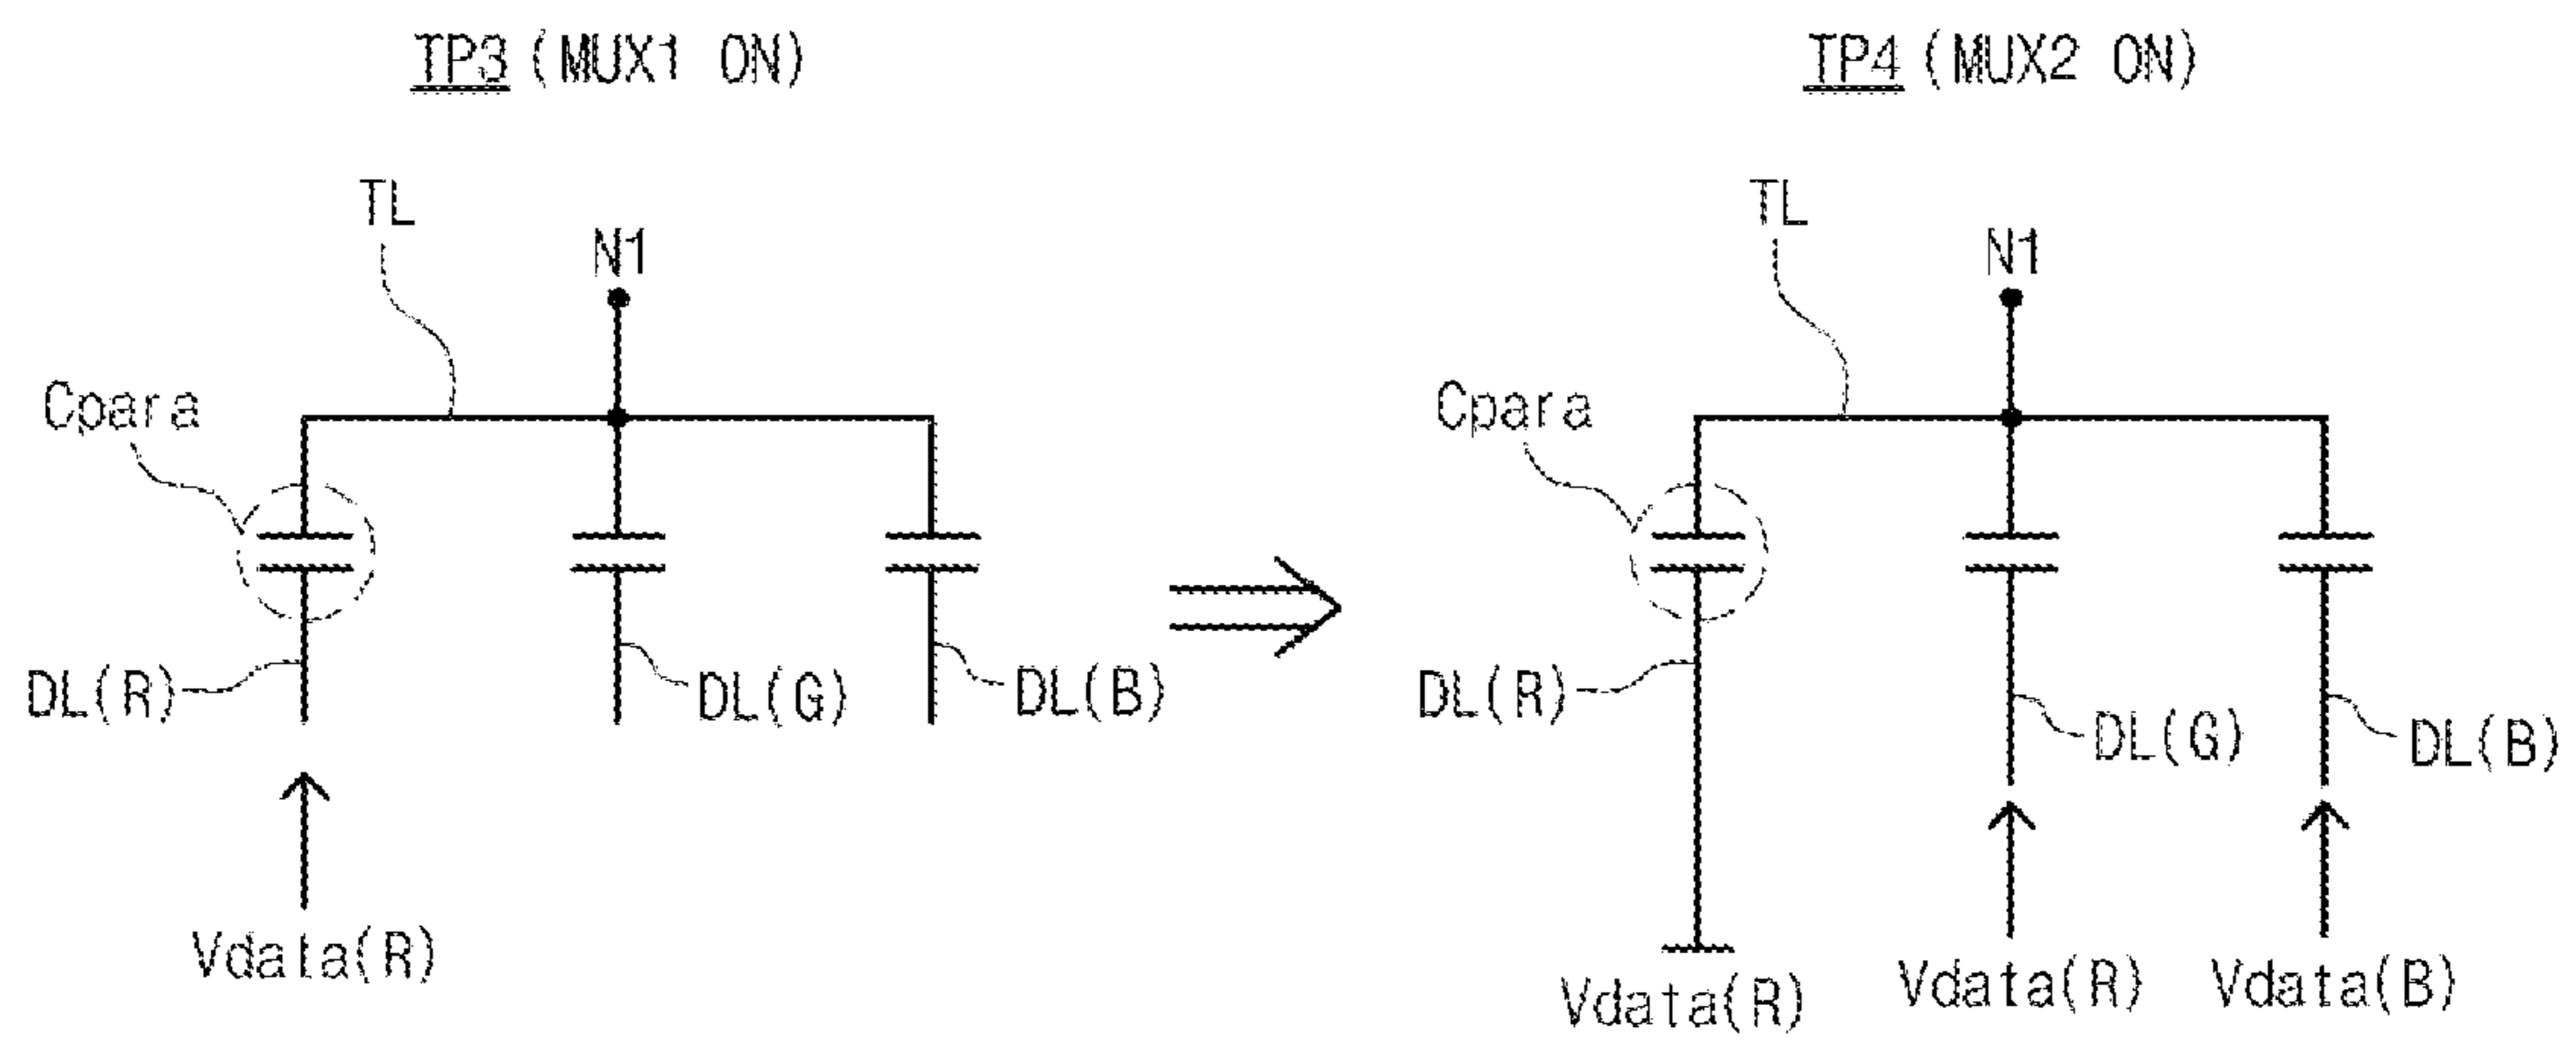 TP3 (MUX1 ON)
TL
N1
Cpara
DL(R)
DL(G)
DL(B)
Vdata(R)
TP4 (MUX2 ON)
TL
N1
Cpara
DL(R)
DL(G)
DL(B)
Vdata(R)
Vdata(R)
Vdata(B)